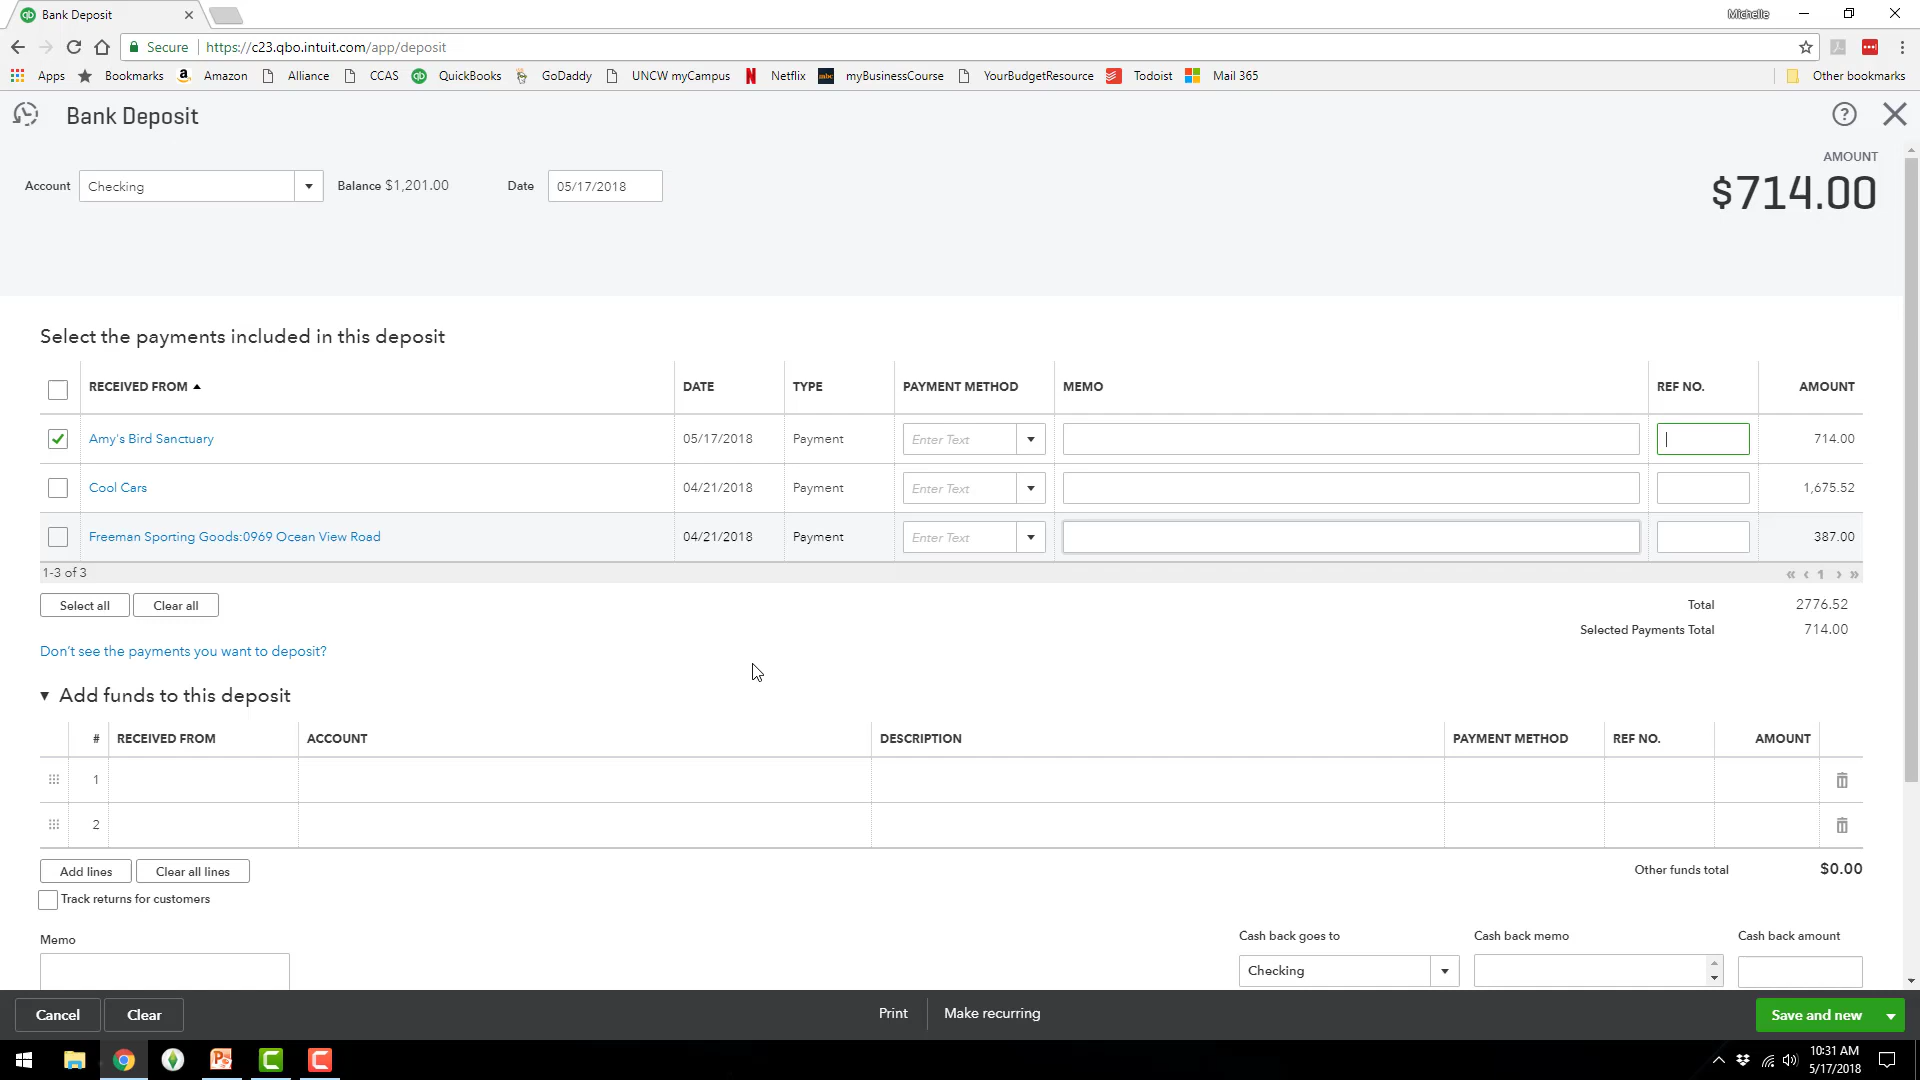 Bank Deposit
Michelle
Secure https://c23.qbo.intuit.com/app/deposit
Apps Bookmarks Amazon Alliance CCAS QuickBooks GoDaddy UNCW myCampus Netflix myBusinessCourse YourBudgetResource Todoist Mail 365 Other bookmarks
Bank Deposit
AMOUNT
Account Checking Balance $1,201.00 Date 05/17/2018 $714.00
Select the payments included in this deposit
RECEIVED FROM DATE TYPE PAYMENT METHOD MEMO REF NO. AMOUNT
Amy's Bird Sanctuary 05/17/2018 Payment Enter Text 714.00
Cool Cars 04/21/2018 Payment Enter Text 1,675.52
Freeman Sporting Goods:0969 Ocean View Road 04/21/2018 Payment Enter Text 387.00
1-3 of 3 « ‹ 1 › »
Select all Clear all Total 2776.52
Selected Payments Total 714.00
Don't see the payments you want to deposit?
Add funds to this deposit
# RECEIVED FROM ACCOUNT DESCRIPTION PAYMENT METHOD REF NO. AMOUNT
1
2
Add lines Clear all lines Other funds total $0.00
Track returns for customers
Memo Cash back goes to Cash back memo Cash back amount
Checking
Cancel Clear Print Make recurring Save and new
10:31 AM
5/17/2018